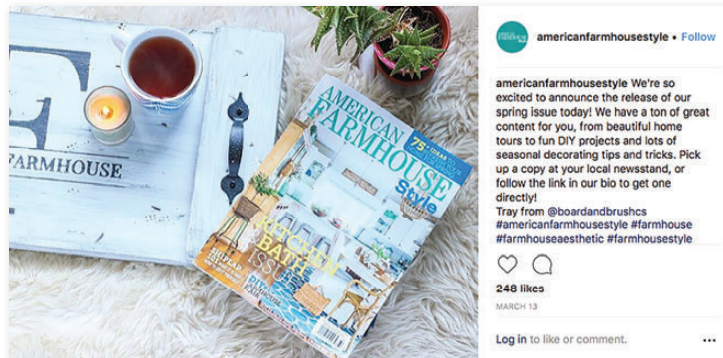 americanfarmhousestyle • Follow
americanfarmhousestyle We're so
excited to announce the release of our
spring issue today! We have a ton of great
content for you, from beautiful home
tours to fun DIY projects and lots of
seasonal decorating tips and tricks. Pick
up a copy at your local newsstand, or
follow the link in our bio to get one
directly!
Tray from @boardandbrushcs
#americanfarmhousestyle #farmhouse
#farmhouseaesthetic #farmhousestyle
248 likes
MARCH 13
Log in to like or comment.
F
FARMHOUSE
AMERICAN
FARMHOUSE
Style
75+ IDEAS
KITCHEN
BATH
ISSUE
SHIPLAP
101
DIY